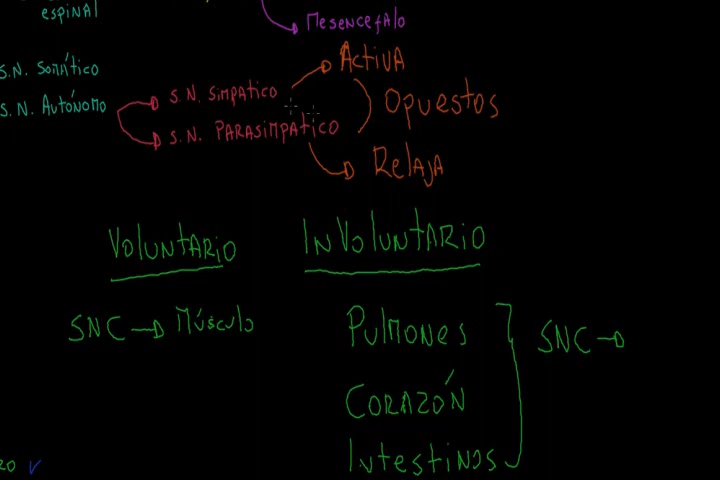 espinal
Mesencefalo
S.N. Somático
Activa
S.N. Autónomo
S.N. Simpatico
Opuestos
S.N. Parasimpatico
Relaja
Voluntario
Involuntario
SNC → Músculo
Pulmones
SNC →
Corazón
Intestinos